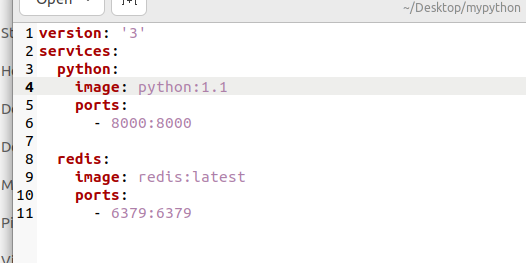 Open
~/Desktop/mypython
1 version: '3'
2 services:
3   python:
4     image: python:1.1
5     ports:
6       - 8000:8000
7
8   redis:
9     image: redis:latest
10     ports:
11       - 6379:6379